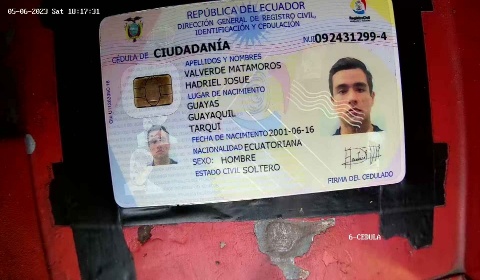 05-06-2023 Sat 18:17:31
REPÚBLICA DEL ECUADOR
DIRECCIÓN GENERAL DE REGISTRO CIVIL,
IDENTIFICACIÓN Y CEDULACIÓN
CÉDULA DE CIUDADANÍA
NUI 092431299-4
APELLIDOS Y NOMBRES
VALVERDE MATAMOROS
HADRIEL JOSUE
LUGAR DE NACIMIENTO
GUAYAS
GUAYAQUIL
TARQUI
FECHA DE NACIMIENTO 2001-06-16
NACIONALIDAD ECUATORIANA
SEXO: HOMBRE
ESTADO CIVIL SOLTERO
FIRMA DEL CEDULADO
6-CEDULA